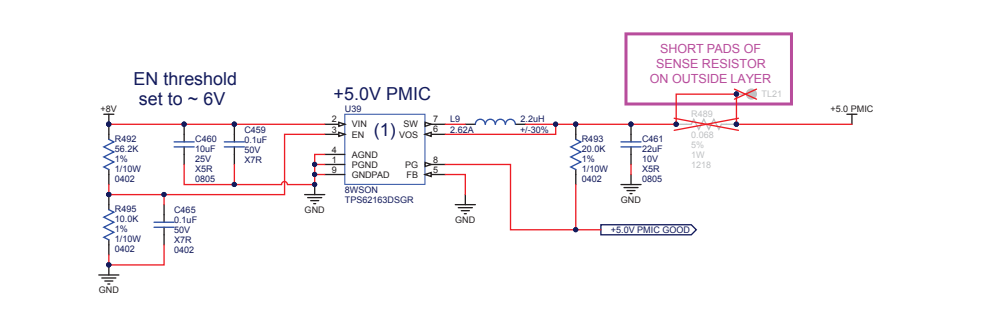 SHORT PADS OF
SENSE RESISTOR
ON OUTSIDE LAYER
TL21
EN threshold
set to ~ 6V
+5.0V PMIC
+8V
U39
+5.0 PMIC
R492
56.2K
1%
1/10W
0402
C460
10uF
25V
X5R
0805
C459
0.1uF
50V
X7R
2
VIN
3
EN
(1)
4
AGND
1
PGND
9
GNDPAD
SW
7
VOS
6
PG
8
FB
5
8WSON
TPS62163DSGR
L9
2.2uH
2.62A
+/-30%
R493
20.0K
1%
1/10W
0402
C461
22uF
10V
X5R
0805
R489
0.068
5%
1W
1218
GND
GND
GND
R495
10.0K
1%
1/10W
0402
C465
0.1uF
50V
X7R
0402
+5.0V PMIC GOOD
GND